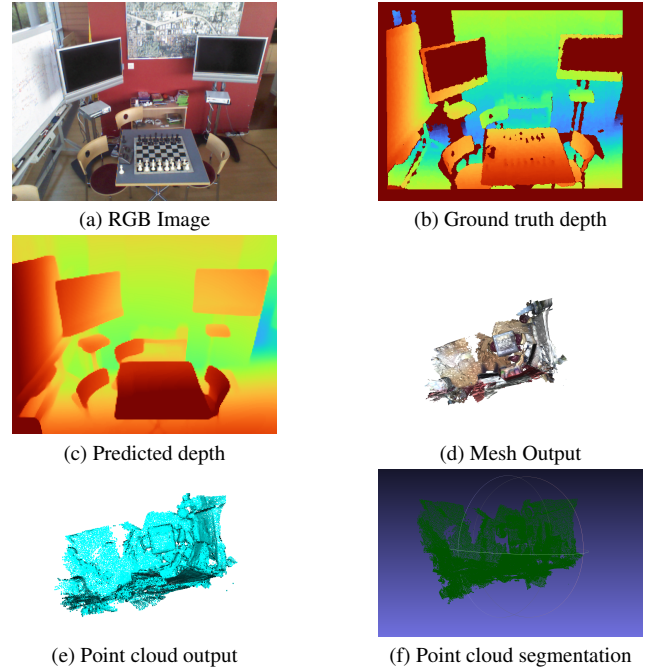 (a) RGB Image
(b) Ground truth depth
(c) Predicted depth
(d) Mesh Output
(e) Point cloud output
(f) Point cloud segmentation